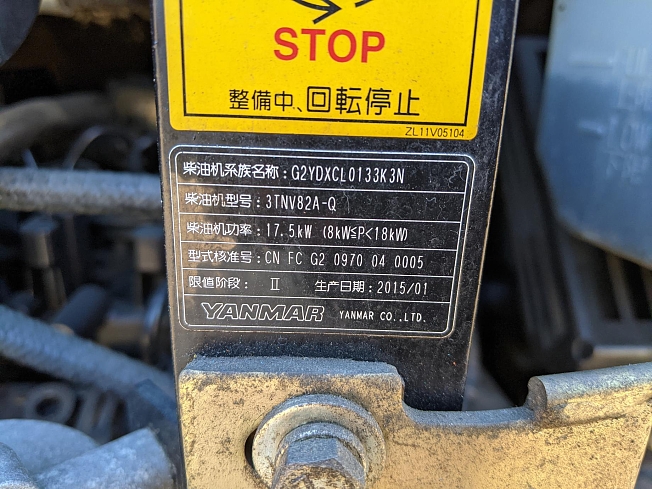 STOP
整備中、回転停止
ZL11V05104
柴油机系族名称：G2YDXCL0133K3N
柴油机型号：3TNV82A-Q
柴油机功率：17.5kW (8kW≦P<18kW)
型式核准号：CN FC G2 0970 04 0005
限值阶段： Ⅱ 生产日期：2015/01
YANMAR YANMAR CO.,LTD.